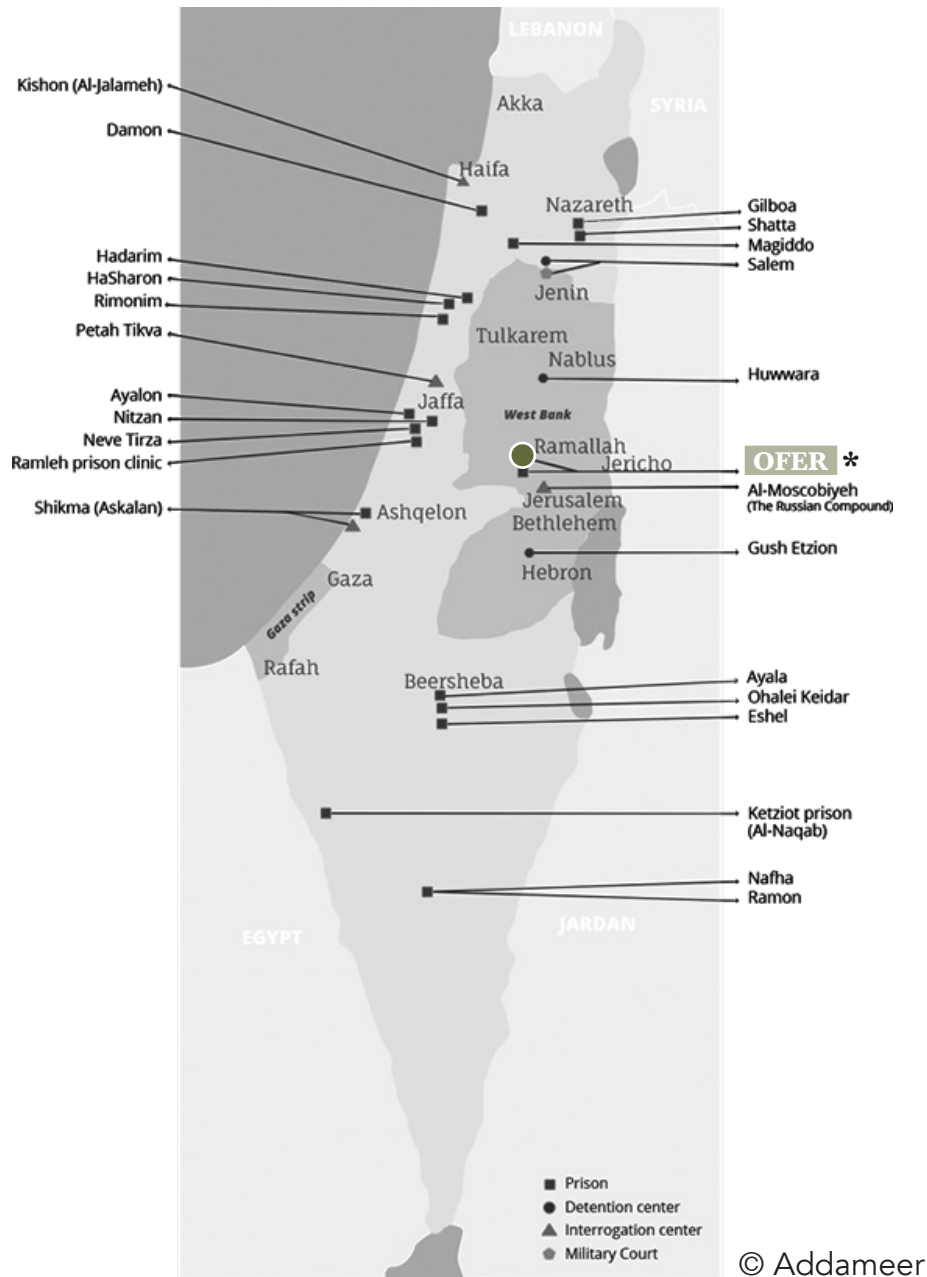 LEBANON
SYRIA
Akka
Haifa
Nazareth
Jenin
Tulkarem
Nablus
Jaffa
West Bank
Ramallah
Jericho
Jerusalem
Bethlehem
Ashqelon
Hebron
Gaza
Gaza strip
Rafah
Beersheba
EGYPT
JARDAN
Kishon (Al-Jalameh)
Damon
Hadarim
HaSharon
Rimonim
Petah Tikva
Ayalon
Nitzan
Neve Tirza
Ramleh prison clinic
Shikma (Askalan)
Gilboa
Shatta
Magiddo
Salem
Huwwara
OFER *
Al-Moscobiyeh
(The Russian Compound)
Gush Etzion
Ayala
Ohalei Keidar
Eshel
Ketziot prison
(Al-Naqab)
Nafha
Ramon
Prison
Detention center
Interrogation center
Military Court
© Addameer